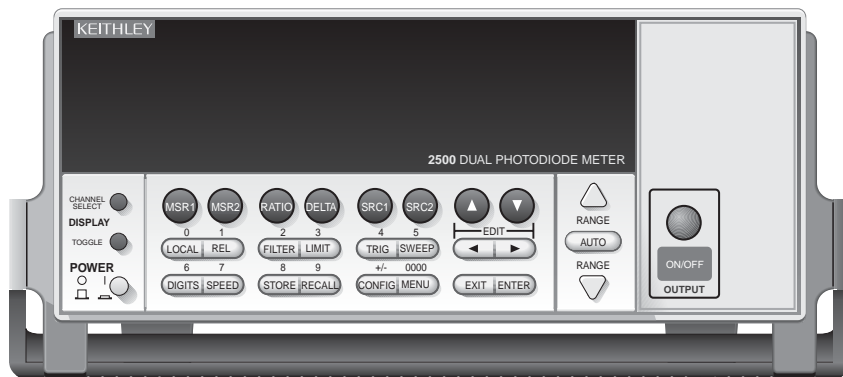 KEITHLEY
2500 DUAL PHOTODIODE METER
CHANNEL
SELECT
DISPLAY
TOGGLE
POWER
MSR1 MSR2 RATIO DELTA SRC1 SRC2
0 1 2 3 4 5 EDIT
LOCAL REL FILTER LIMIT TRIG SWEEP
6 7 8 9 +/- 0000
DIGITS SPEED STORE RECALL CONFIG MENU EXIT ENTER
RANGE
AUTO
RANGE
ON/OFF
OUTPUT